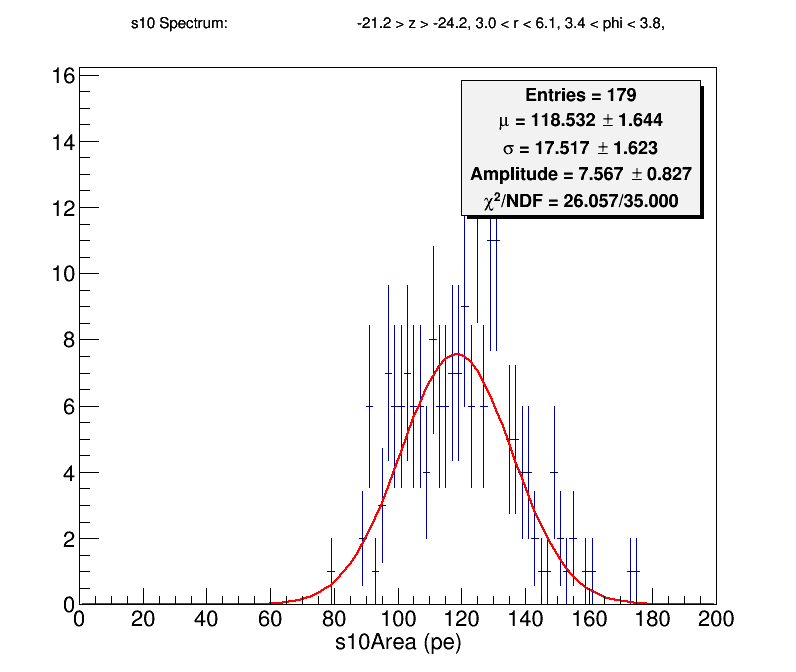 s10 Spectrum: -21.2 > z > -24.2, 3.0 < r < 6.1, 3.4 < phi < 3.8,
Entries = 179
μ = 118.532 ± 1.644
σ = 17.517 ± 1.623
Amplitude = 7.567 ± 0.827
χ²/NDF = 26.057/35.000
16
14
12
10
8
6
4
2
0
0 20 40 60 80 100 120 140 160 180 200
s10Area (pe)